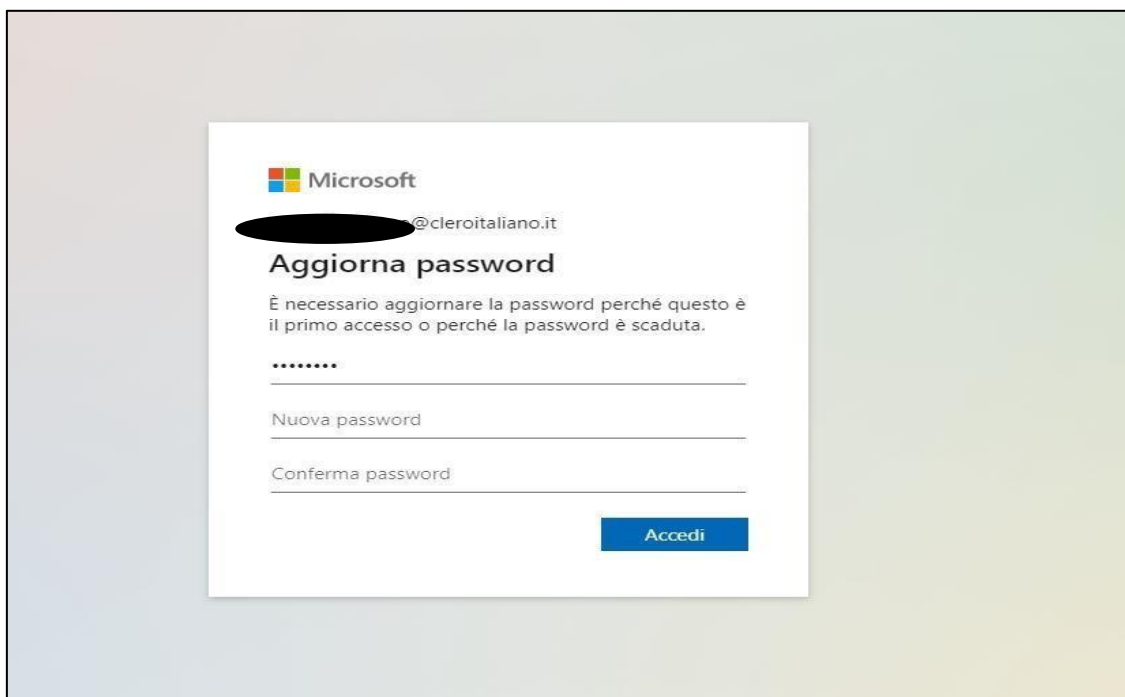 Microsoft
@cleroitaliano.it
Aggiorna password
È necessario aggiornare la password perché questo è
il primo accesso o perché la password è scaduta.
••••••••
Nuova password
Conferma password
Accedi